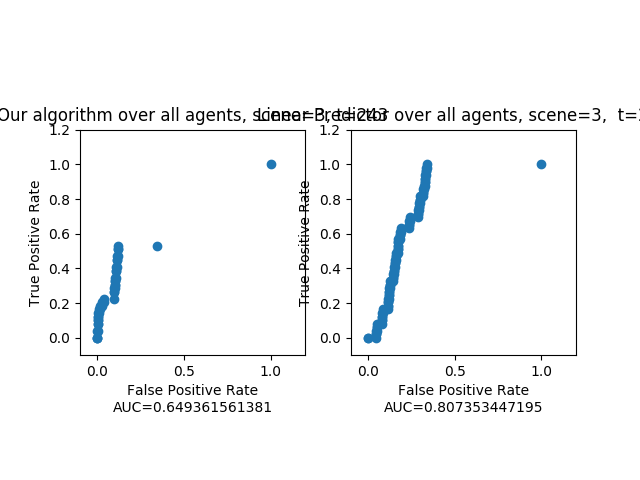 Our algorithm over all agents, scene=3, t=243
Linear Predictor over all agents, scene=3, t=
1.2
1.0
0.8
0.6
0.4
0.2
0.0
True Positive Rate
0.0 0.5 1.0
False Positive Rate
AUC=0.649361561381
1.2
1.0
0.8
0.6
0.4
0.2
0.0
True Positive Rate
0.0 0.5 1.0
False Positive Rate
AUC=0.807353447195